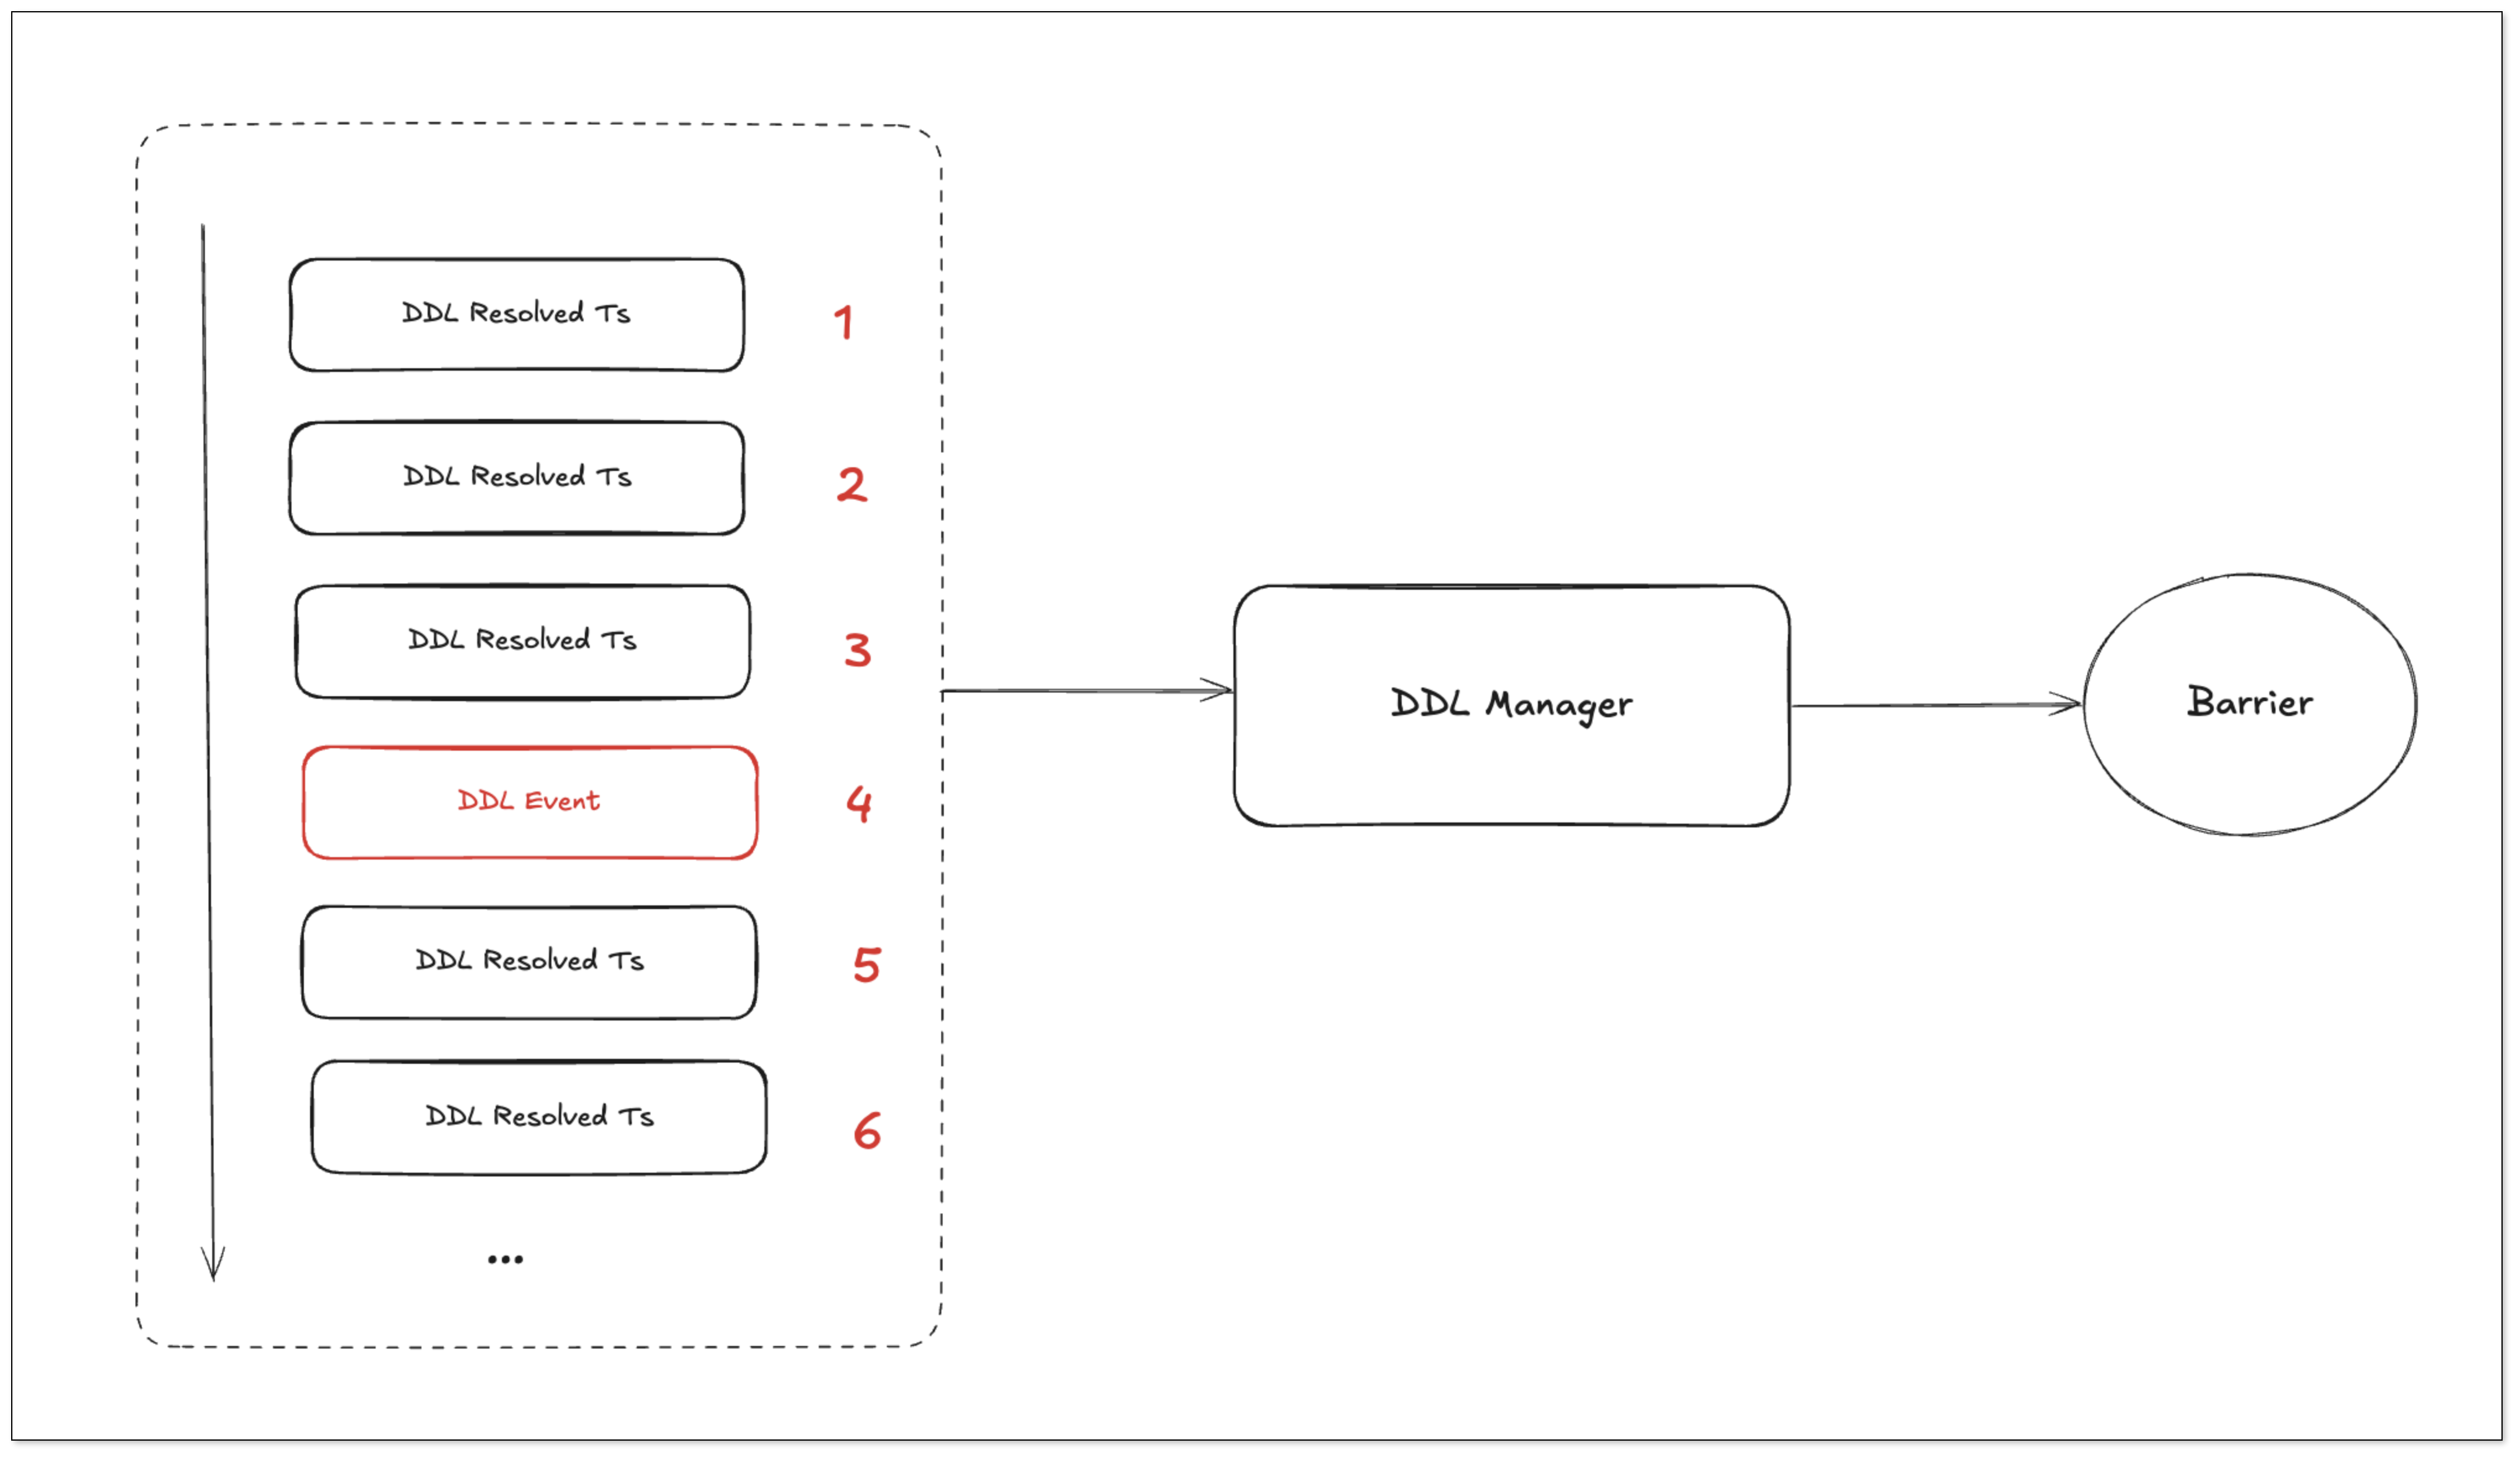 DDL Resolved Ts
1
DDL Resolved Ts
2
DDL Resolved Ts
3
DDL Event
4
DDL Resolved Ts
5
DDL Resolved Ts
6
...
DDL Manager
Barrier